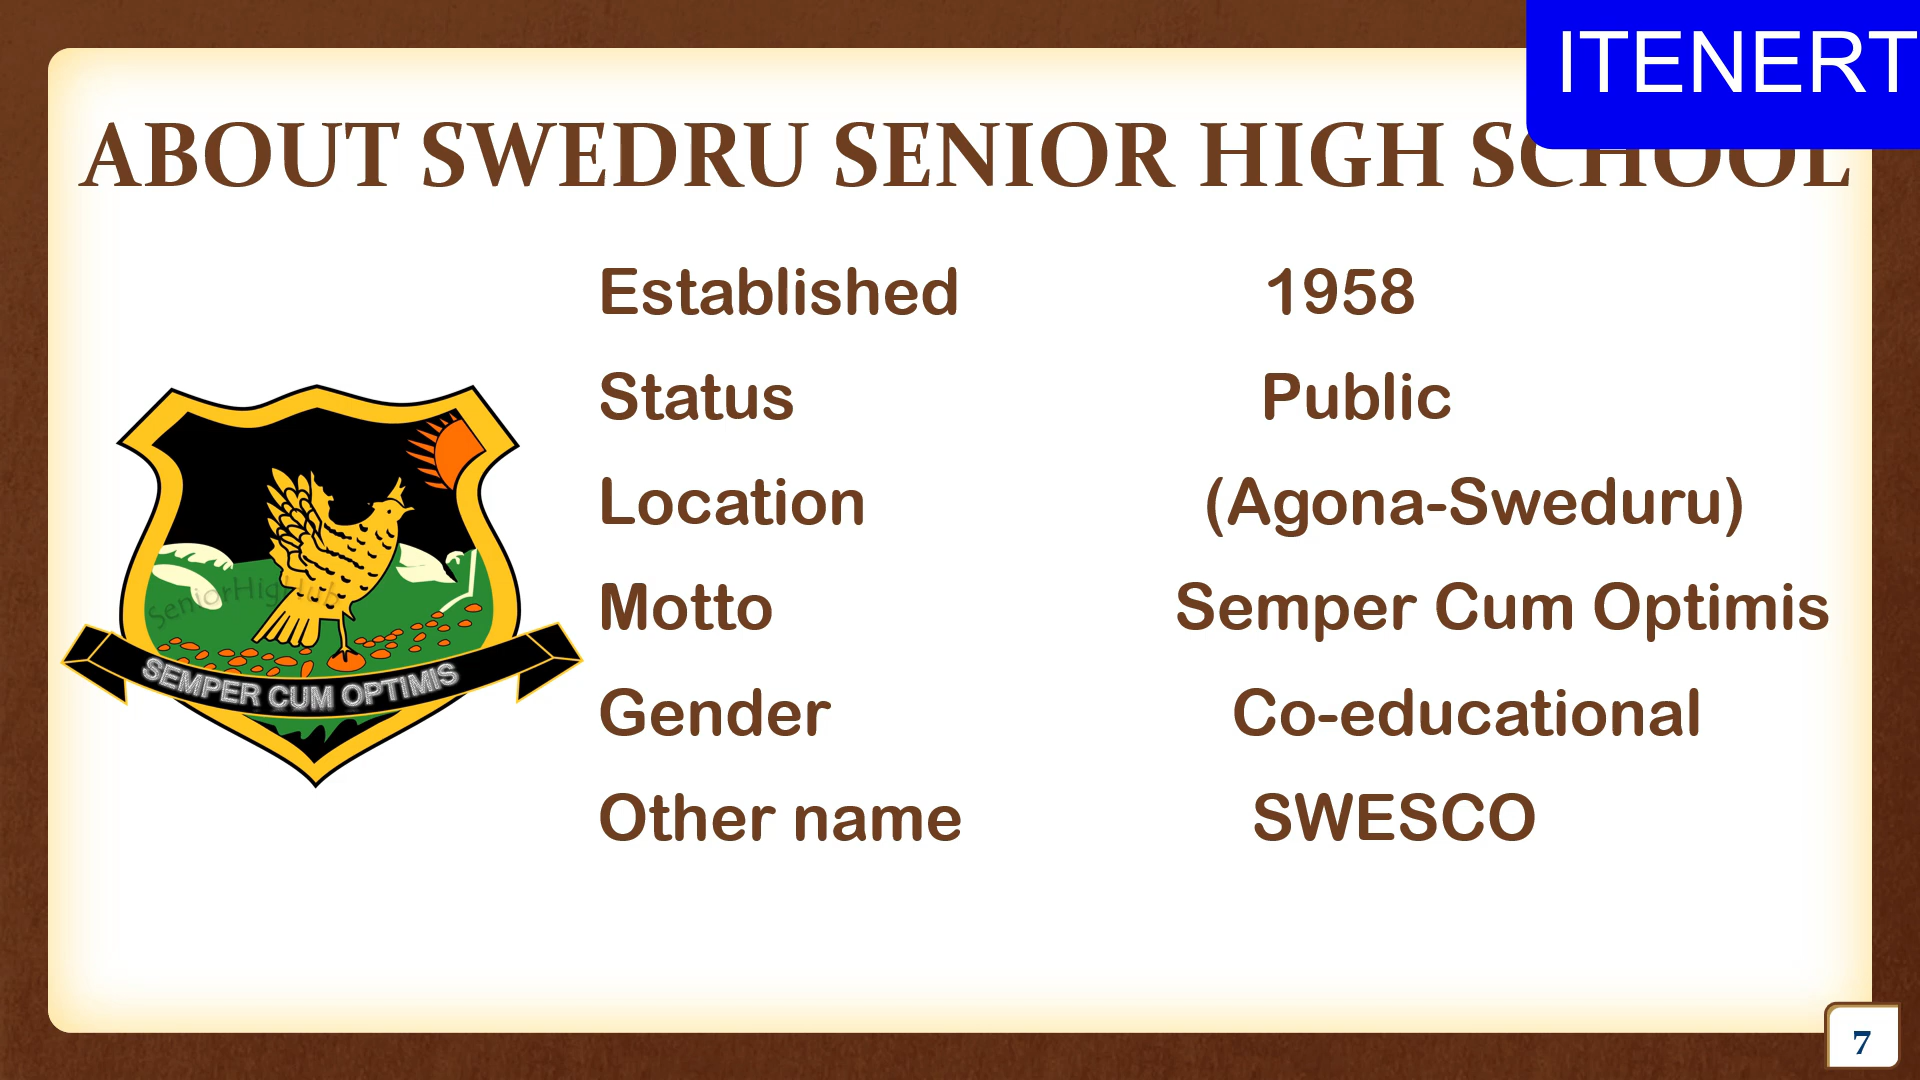 ITENERT
ABOUT SWEDRU SENIOR HIGH SCHOOL
Established 1958
Status Public
Location (Agona-Sweduru)
Motto Semper Cum Optimis
Gender Co-educational
Other name SWESCO
SEMPER CUM OPTIMIS
7